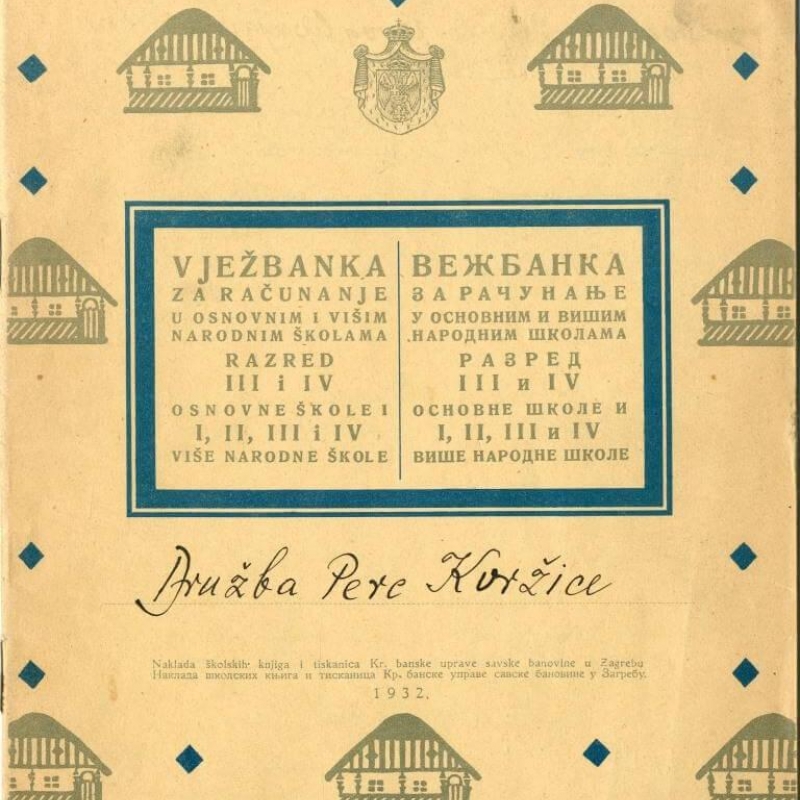 VJEŽBANKA
ZA RAČUNANJE
U OSNOVNIM I VIŠIM
NARODNIM ŠKOLAMA
RAZRED
III i IV
OSNOVNE ŠKOLE I
I, II, III i IV
VIŠE NARODNE ŠKOLE
ВЕЖБАНКА
ЗА РАЧУНАЊЕ
У ОСНОВНИМ И ВИШИМ
НАРОДНИМ ШКОЛАМА
РАЗРЕД
III и IV
ОСНОВНЕ ШКОЛЕ И
I, II, III и IV
ВИШЕ НАРОДНЕ ШКОЛЕ
Družba Pere Kvržice
Naklada školskih knjiga i tiskanica Kr. banske uprave savske banovine u Zagrebu
Наклада школских књига и тисканица Кр. банске управе савске бановине у Загребу.
1932.